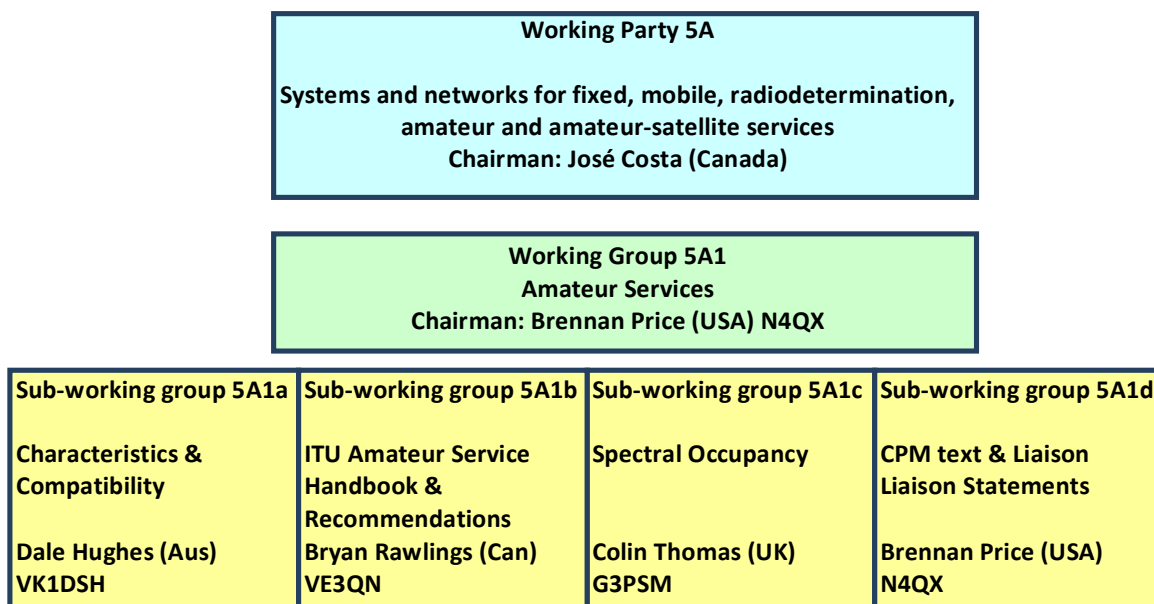 Working Party 5A
Systems and networks for fixed, mobile, radiodetermination,
amateur and amateur-satellite services
Chairman: José Costa (Canada)
Working Group 5A1
Amateur Services
Chairman: Brennan Price (USA) N4QX
Sub-working group 5A1a
Characteristics &
Compatibility
Dale Hughes (Aus)
VK1DSH
Sub-working group 5A1b
ITU Amateur Service
Handbook &
Recommendations
Bryan Rawlings (Can)
VE3QN
Sub-working group 5A1c
Spectral Occupancy
Colin Thomas (UK)
G3PSM
Sub-working group 5A1d
CPM text & Liaison
Liaison Statements
Brennan Price (USA)
N4QX